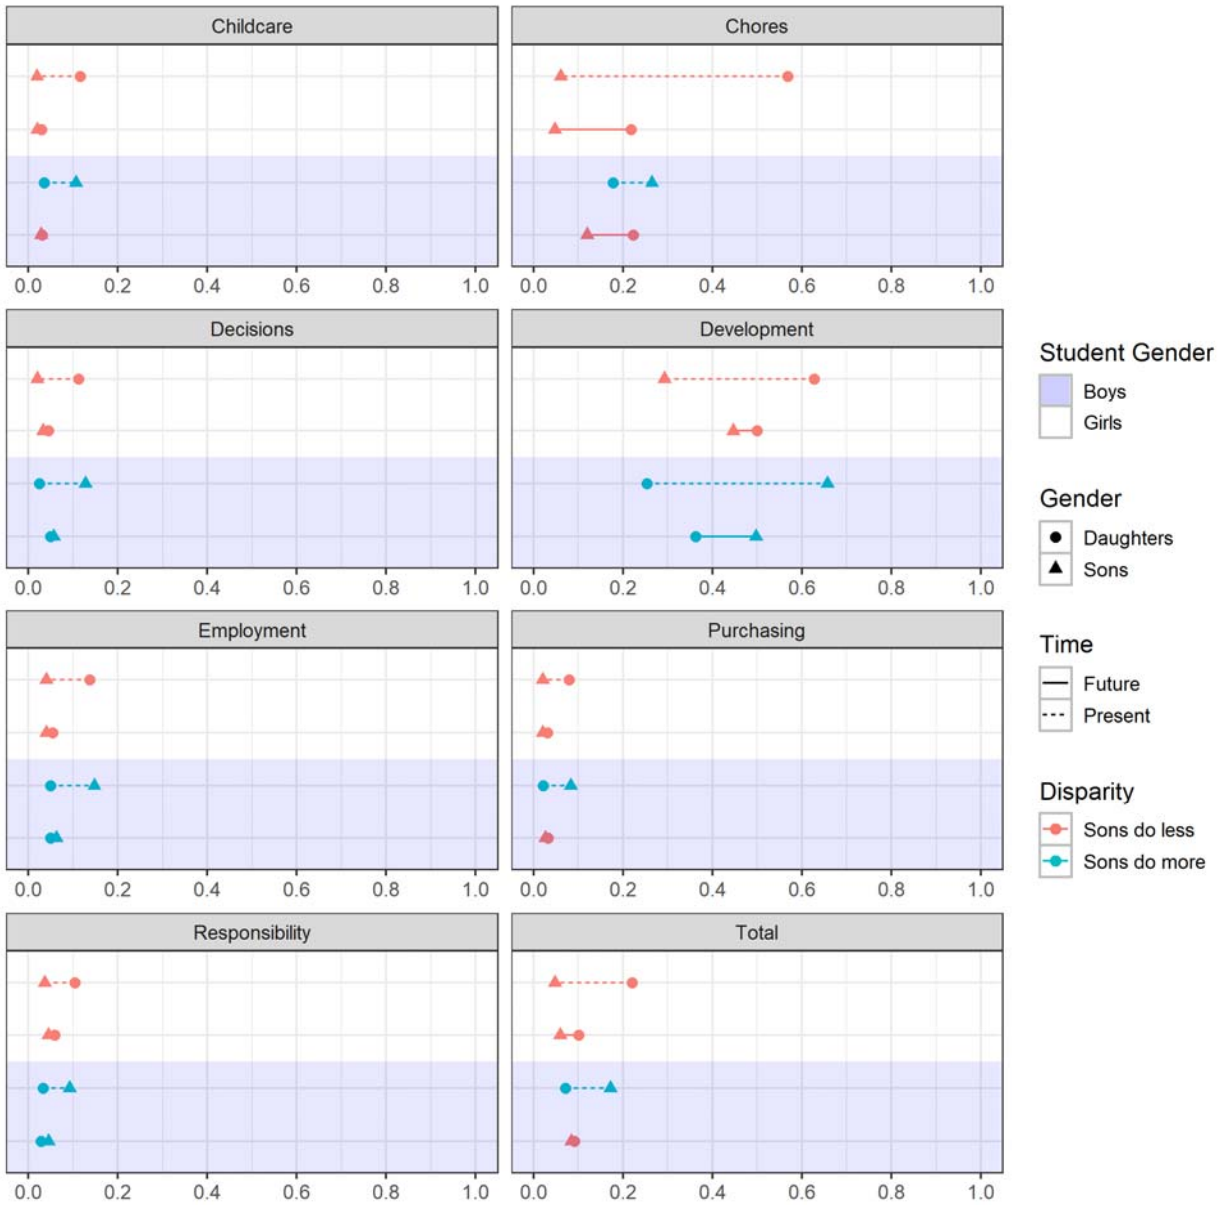 Childcare
Chores
0.0 0.2 0.4 0.6 0.8 1.0
0.0 0.2 0.4 0.6 0.8 1.0
Decisions
Development
0.0 0.2 0.4 0.6 0.8 1.0
0.0 0.2 0.4 0.6 0.8 1.0
Employment
Purchasing
0.0 0.2 0.4 0.6 0.8 1.0
0.0 0.2 0.4 0.6 0.8 1.0
Responsibility
Total
0.0 0.2 0.4 0.6 0.8 1.0
0.0 0.2 0.4 0.6 0.8 1.0
Student Gender
Boys
Girls
Gender
Daughters
Sons
Time
Future
Present
Disparity
Sons do less
Sons do more